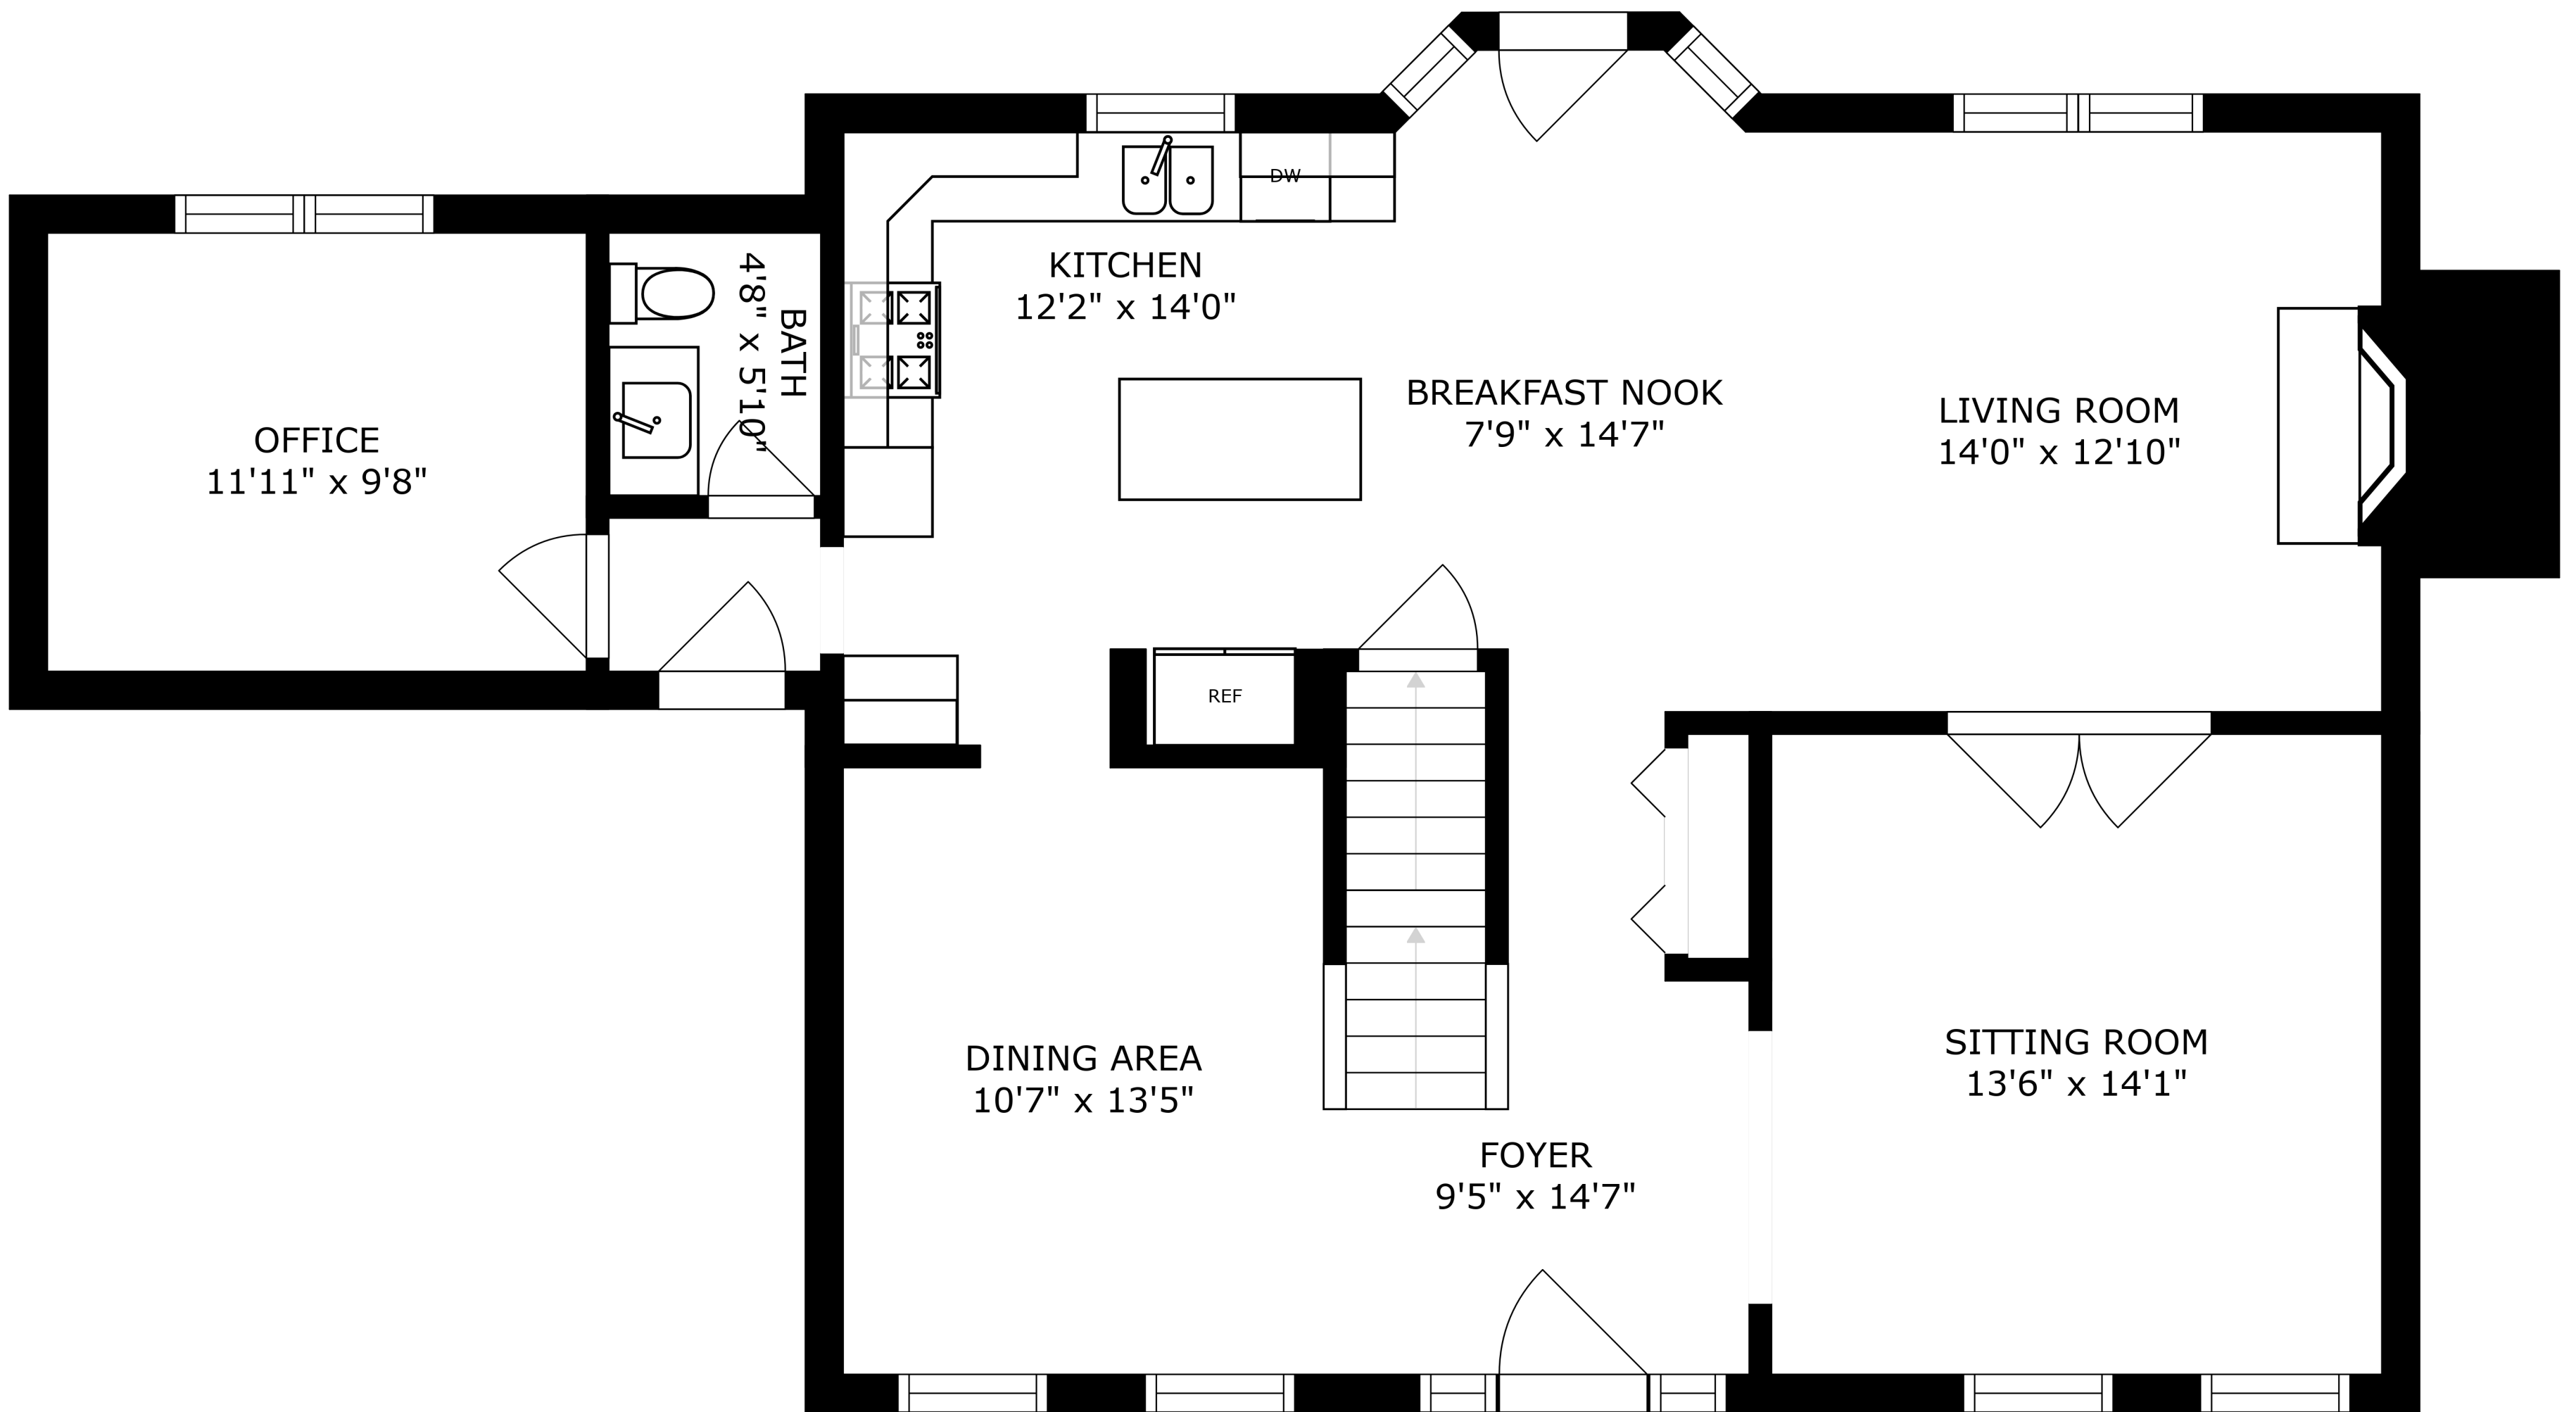 DW
KITCHEN
12'2" x 14'0"
BATH
4'8" x 5'10"
BREAKFAST NOOK
7'9" x 14'7"
LIVING ROOM
14'0" x 12'10"
OFFICE
11'11" x 9'8"
REF
DINING AREA
10'7" x 13'5"
SITTING ROOM
13'6" x 14'1"
FOYER
9'5" x 14'7"